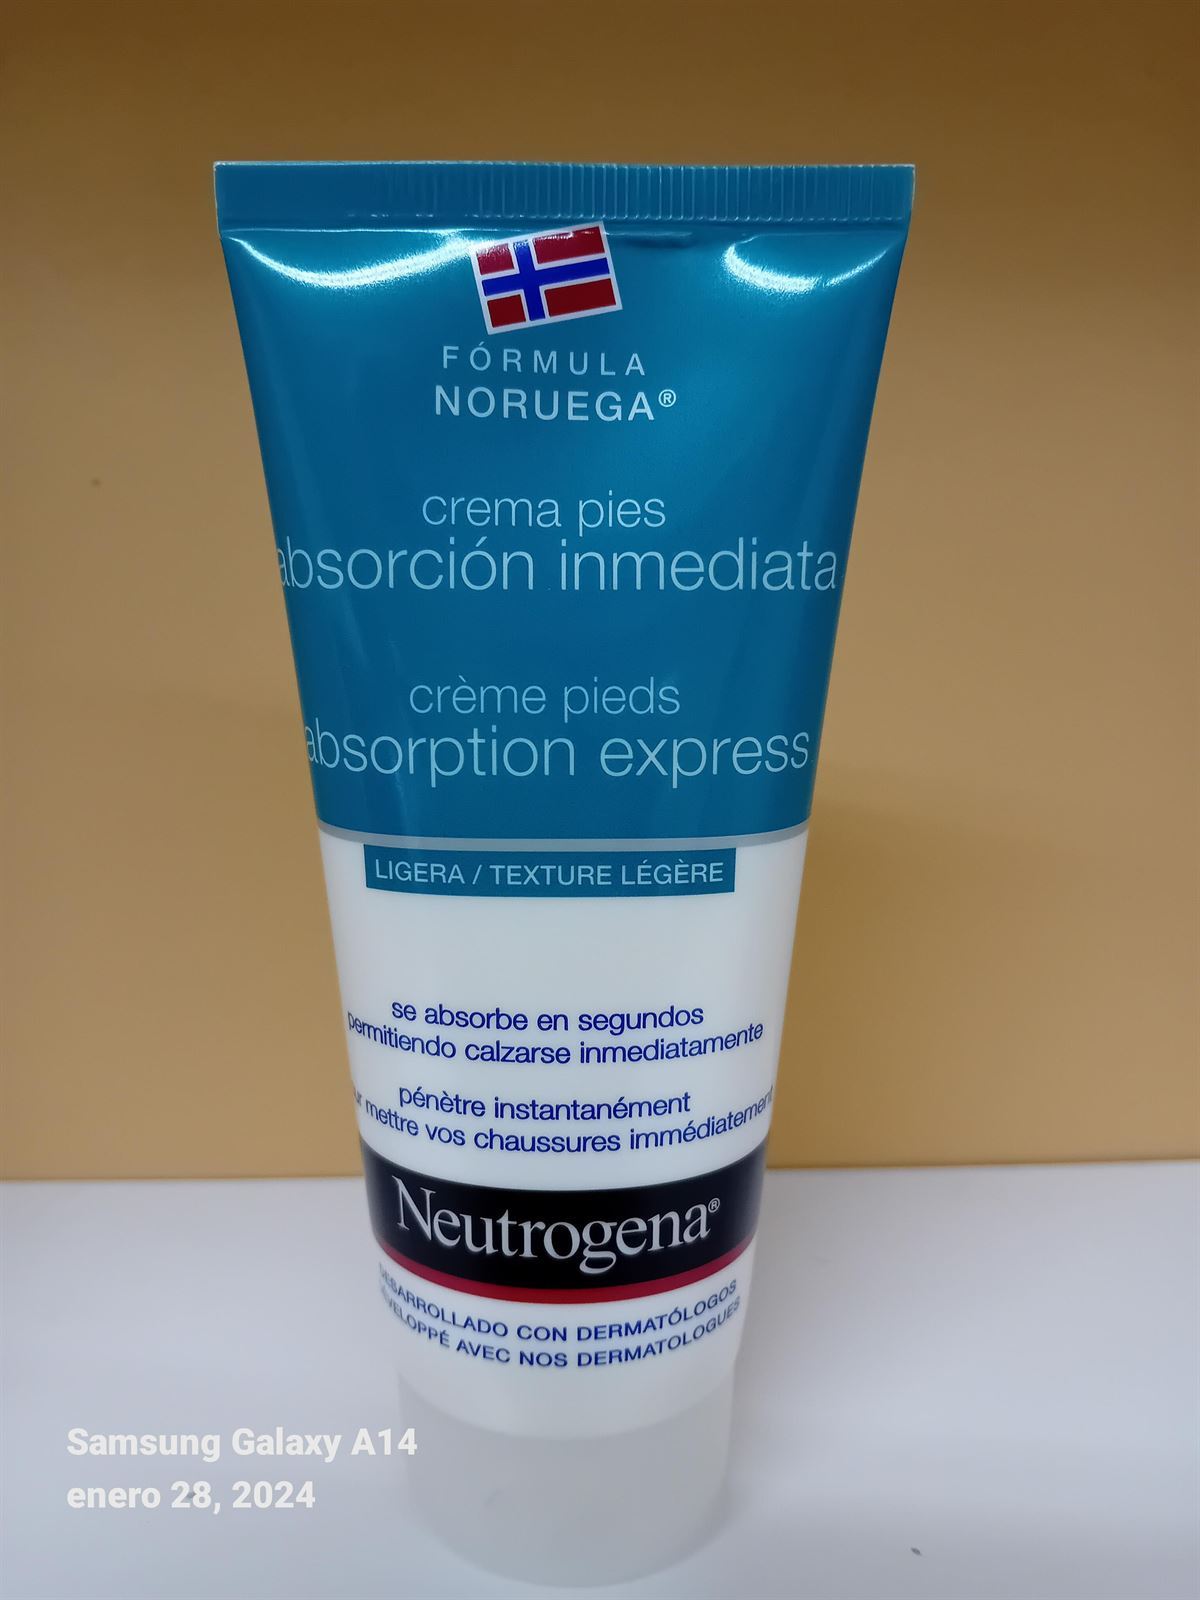 FÓRMULA
NORUEGA®
crema pies
absorción inmediata
crème pieds
absorption express
LIGERA / TEXTURE LÉGÈRE
se absorbe en segundos
permitiendo calzarse inmediatamente
pénètre instantanément
mettre vos chaussures immédiatement
Neutrogena®
DESARROLLADO CON DERMATÓLOGOS
AVEC NOS DERMATOLOGUES
Samsung Galaxy A14
enero 28, 2024